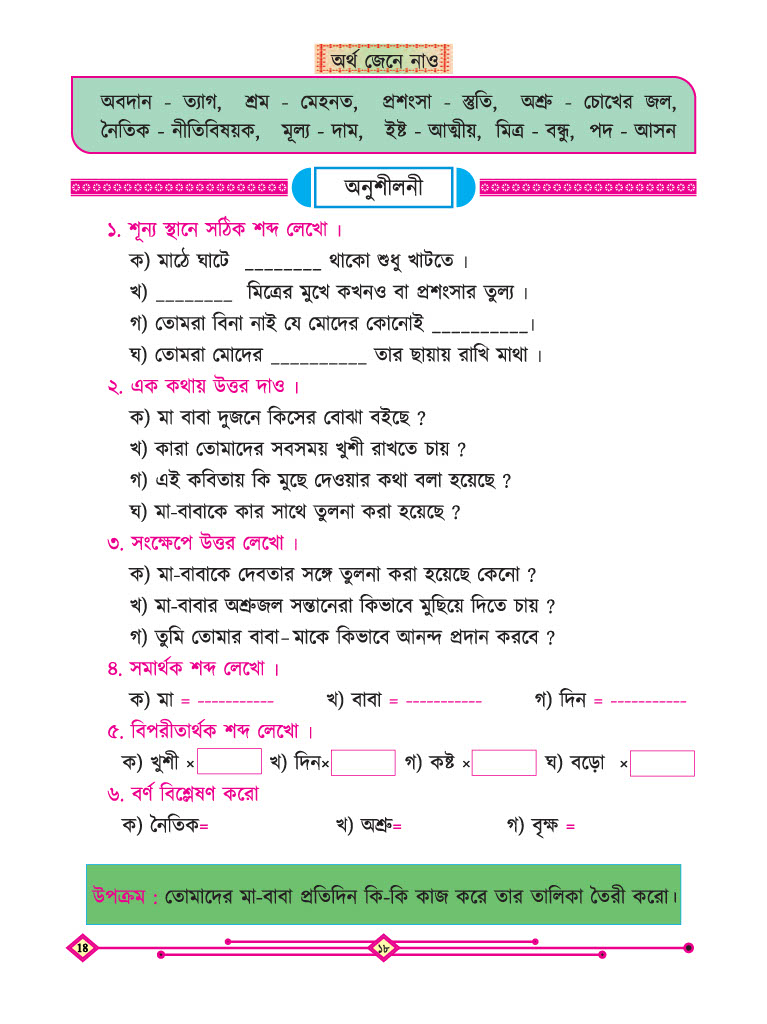 অর্থ জেনে নাও
অবদান - ত্যাগ, শ্রম - মেহনত, প্রশংসা - স্তুতি, অশ্রু - চোখের জল,
নৈতিক - নীতিবিষয়ক, মূল্য - দাম, ইষ্ট - আত্মীয়, মিত্র - বন্ধু, পদ - আসন
অনুশীলনী
১. শূন্য স্থানে সঠিক শব্দ লেখো ।
ক) মাঠে ঘাটে ________ থাকো শুধু খাটতে ।
খ) ________ মিত্রের মুখে কখনও বা প্রশংসার তুল্য ।
গ) তোমরা বিনা নাই যে মোদের কোনোই __________।
ঘ) তোমরা মোদের __________ তার ছায়ায় রাখি মাথা ।
২. এক কথায় উত্তর দাও ।
ক) মা বাবা দুজনে কিসের বোঝা বইছে ?
খ) কারা তোমাদের সবসময় খুশী রাখতে চায় ?
গ) এই কবিতায় কি মুছে দেওয়ার কথা বলা হয়েছে ?
ঘ) মা-বাবাকে কার সাথে তুলনা করা হয়েছে ?
৩. সংক্ষেপে উত্তর লেখো ।
ক) মা-বাবাকে দেবতার সঙ্গে তুলনা করা হয়েছে কেনো ?
খ) মা-বাবার অশ্রুজল সন্তানেরা কিভাবে মুছিয়ে দিতে চায় ?
গ) তুমি তোমার বাবা-মাকে কিভাবে আনন্দ প্রদান করবে ?
৪. সমার্থক শব্দ লেখো ।
ক) মা = ----------- খ) বাবা = ----------- গ) দিন = -----------
৫. বিপরীতার্থক শব্দ লেখো ।
ক) খুশী × খ) দিন× গ) কষ্ট × ঘ) বড়ো ×
৬. বর্ণ বিশ্লেষণ করো
ক) নৈতিক= খ) অশ্রু= গ) বৃক্ষ =
উপক্রম : তোমাদের মা-বাবা প্রতিদিন কি-কি কাজ করে তার তালিকা তৈরী করো।
18 ১৮